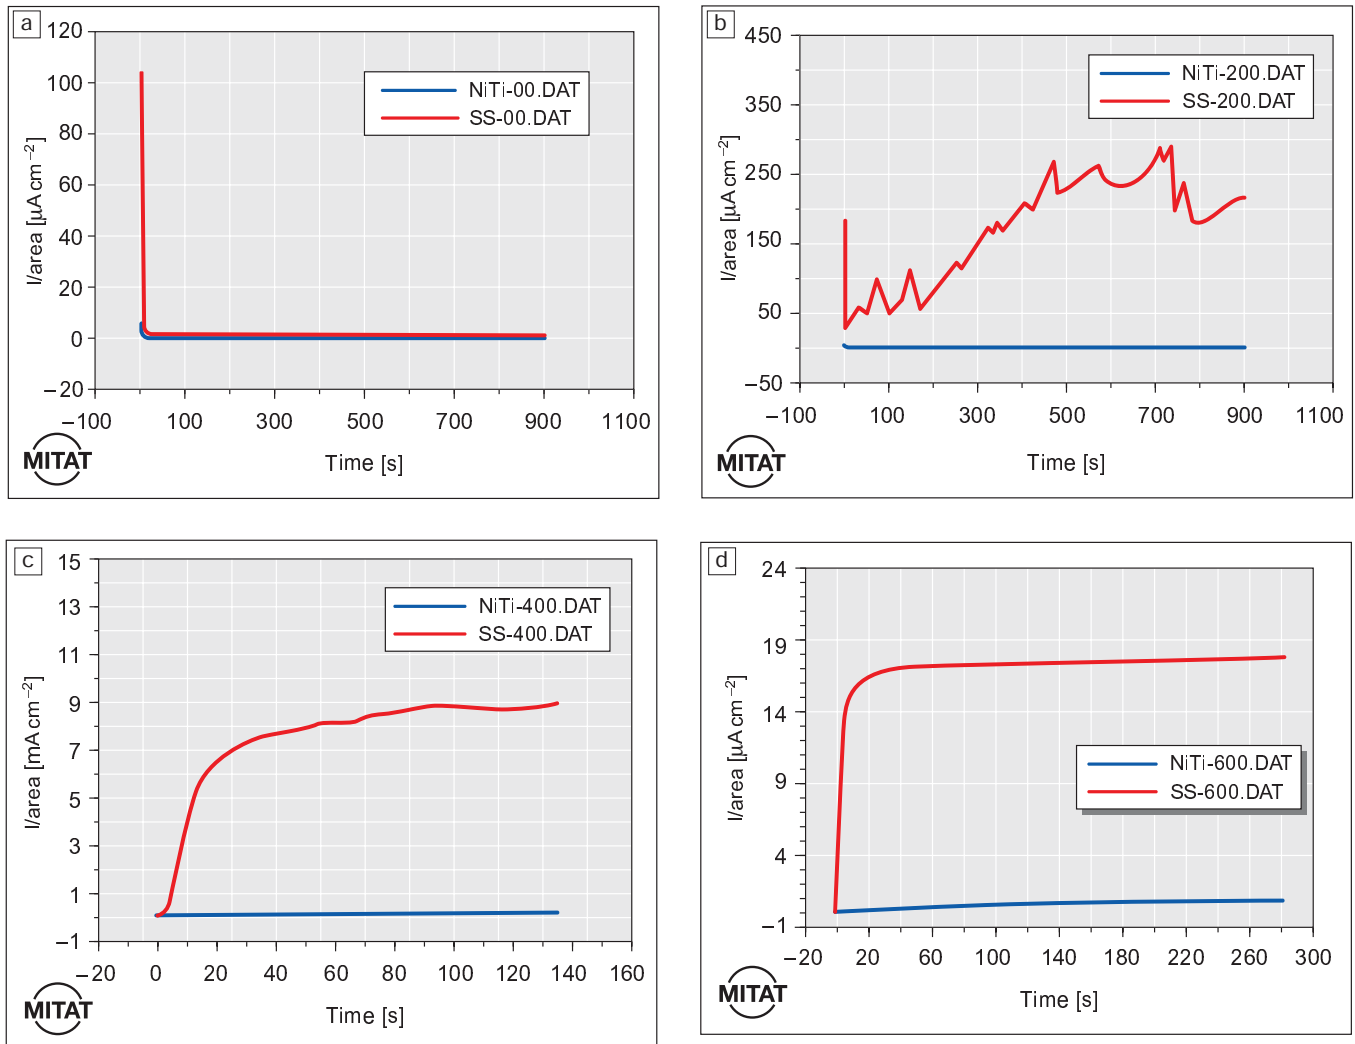 a
120
100
80
60
40
20
0
−20
I/area [µA cm−2]
NiTi-00.DAT
SS-00.DAT
−100 100 300 500 700 900 1100
Time [s]
MITAT
b
450
350
250
150
50
−50
I/area [µA cm−2]
NiTi-200.DAT
SS-200.DAT
−100 100 300 500 700 900 1100
Time [s]
MITAT
c
15
13
11
9
7
5
3
1
−1
I/area [mA cm−2]
NiTi-400.DAT
SS-400.DAT
−20 0 20 40 60 80 100 120 140 160
Time [s]
MITAT
d
24
19
14
9
4
−1
I/area [µA cm−2]
NiTi-600.DAT
SS-600.DAT
−20 20 60 100 140 180 220 260 300
Time [s]
MITAT